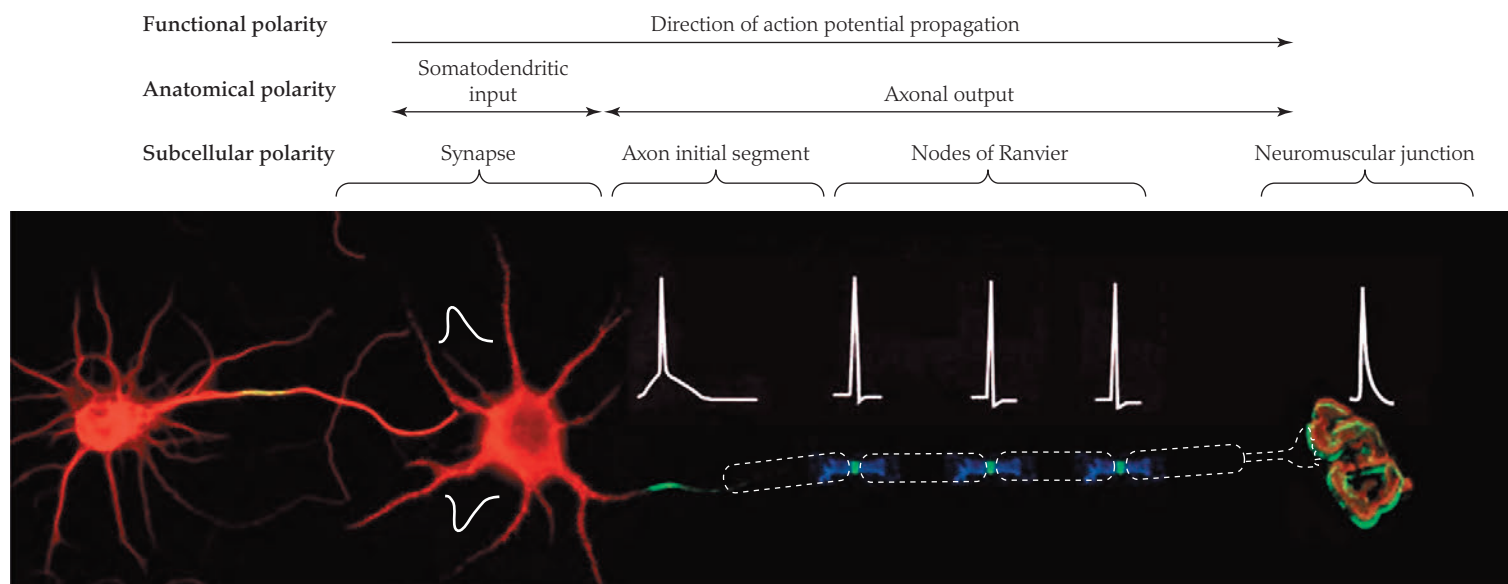 Functional polarity
Direction of action potential propagation
Anatomical polarity
Somatodendritic
input
Axonal output
Subcellular polarity
Synapse
Axon initial segment
Nodes of Ranvier
Neuromuscular junction